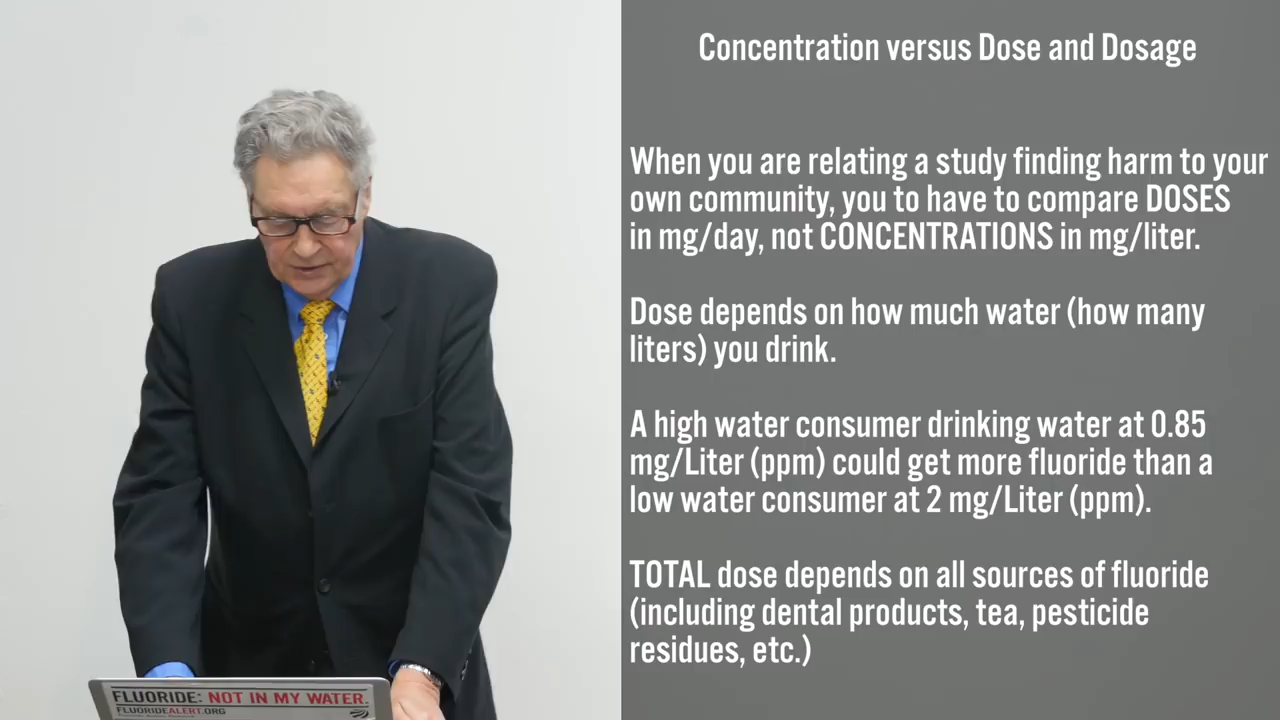 Concentration versus Dose and Dosage
When you are relating a study finding harm to your
own community, you to have to compare DOSES
in mg/day, not CONCENTRATIONS in mg/liter.
Dose depends on how much water (how many
liters) you drink.
A high water consumer drinking water at 0.85
mg/Liter (ppm) could get more fluoride than a
low water consumer at 2 mg/Liter (ppm).
TOTAL dose depends on all sources of fluoride
(including dental products, tea, pesticide
residues, etc.)
FLUORIDE: NOT IN MY WATER.
FLUORIDEALERT.ORG